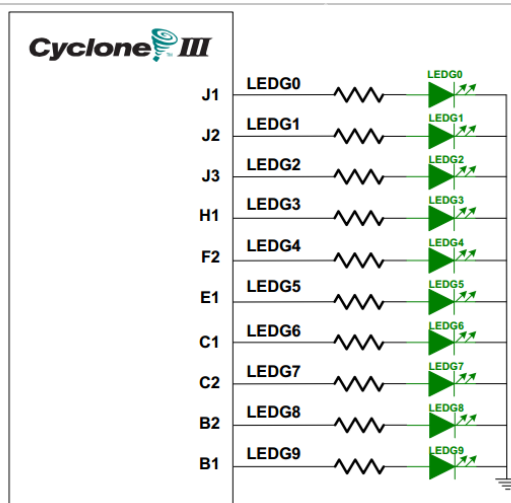 Cyclone III
J1 LEDG0 LEDG0
J2 LEDG1 LEDG1
J3 LEDG2 LEDG2
H1 LEDG3 LEDG3
F2 LEDG4 LEDG4
E1 LEDG5 LEDG5
C1 LEDG6 LEDG6
C2 LEDG7 LEDG7
B2 LEDG8 LEDG8
B1 LEDG9 LEDG9